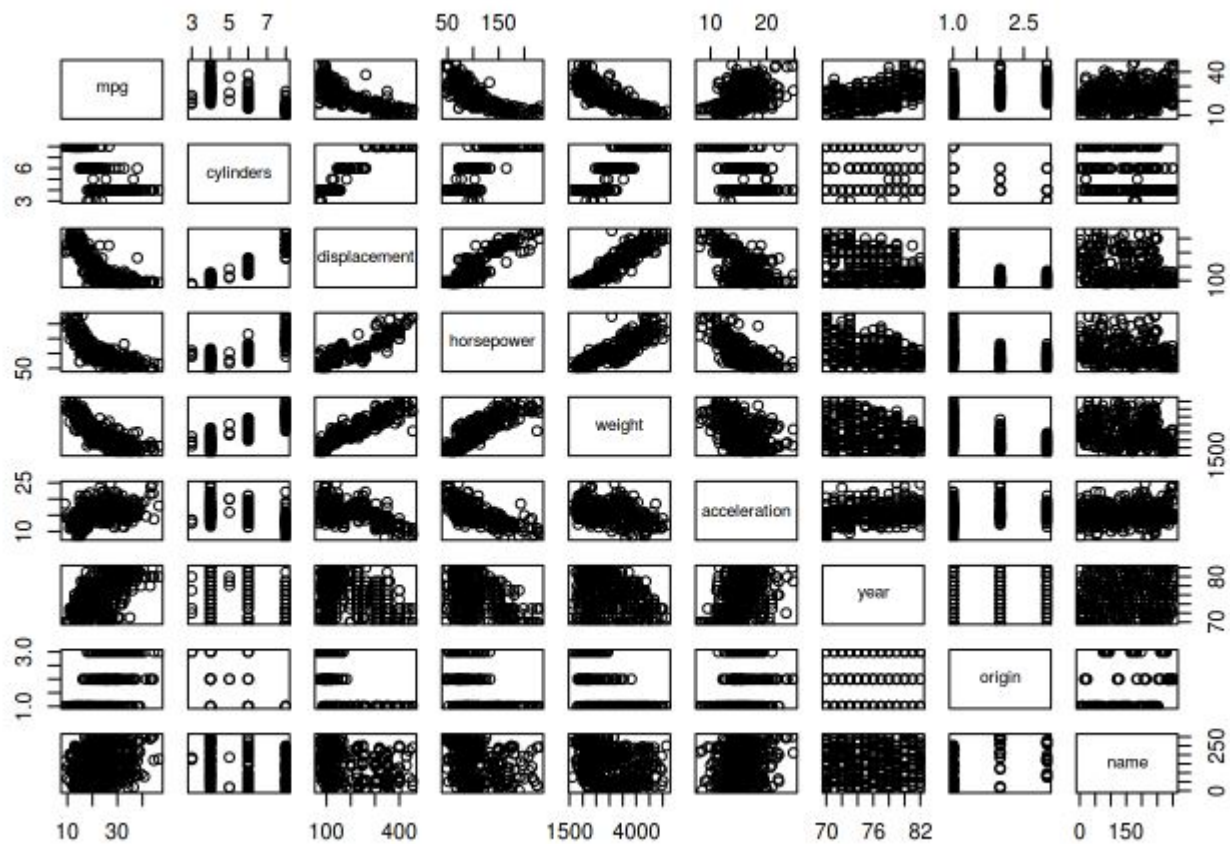 3 5 7 50 150 10 20 1.0 2.5
mpg 10 40
3 6 cylinders
displacement 100
50 horsepower
weight 1500
10 25 acceleration
year 70 80
1.0 3.0 origin
name 0 250
10 30 100 400 1500 4000 70 76 82 0 150